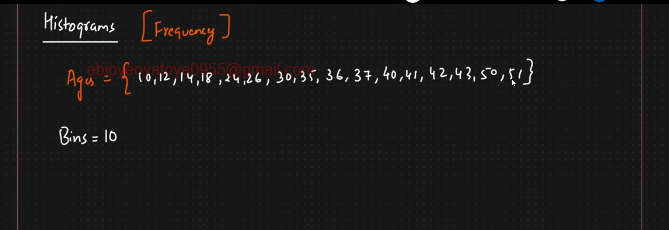 Histograms [Frequency]
Ages = { 10, 12, 14, 18, 24, 26, 30, 35, 36, 37, 40, 41, 42, 43, 50, 51 }
Bins = 10